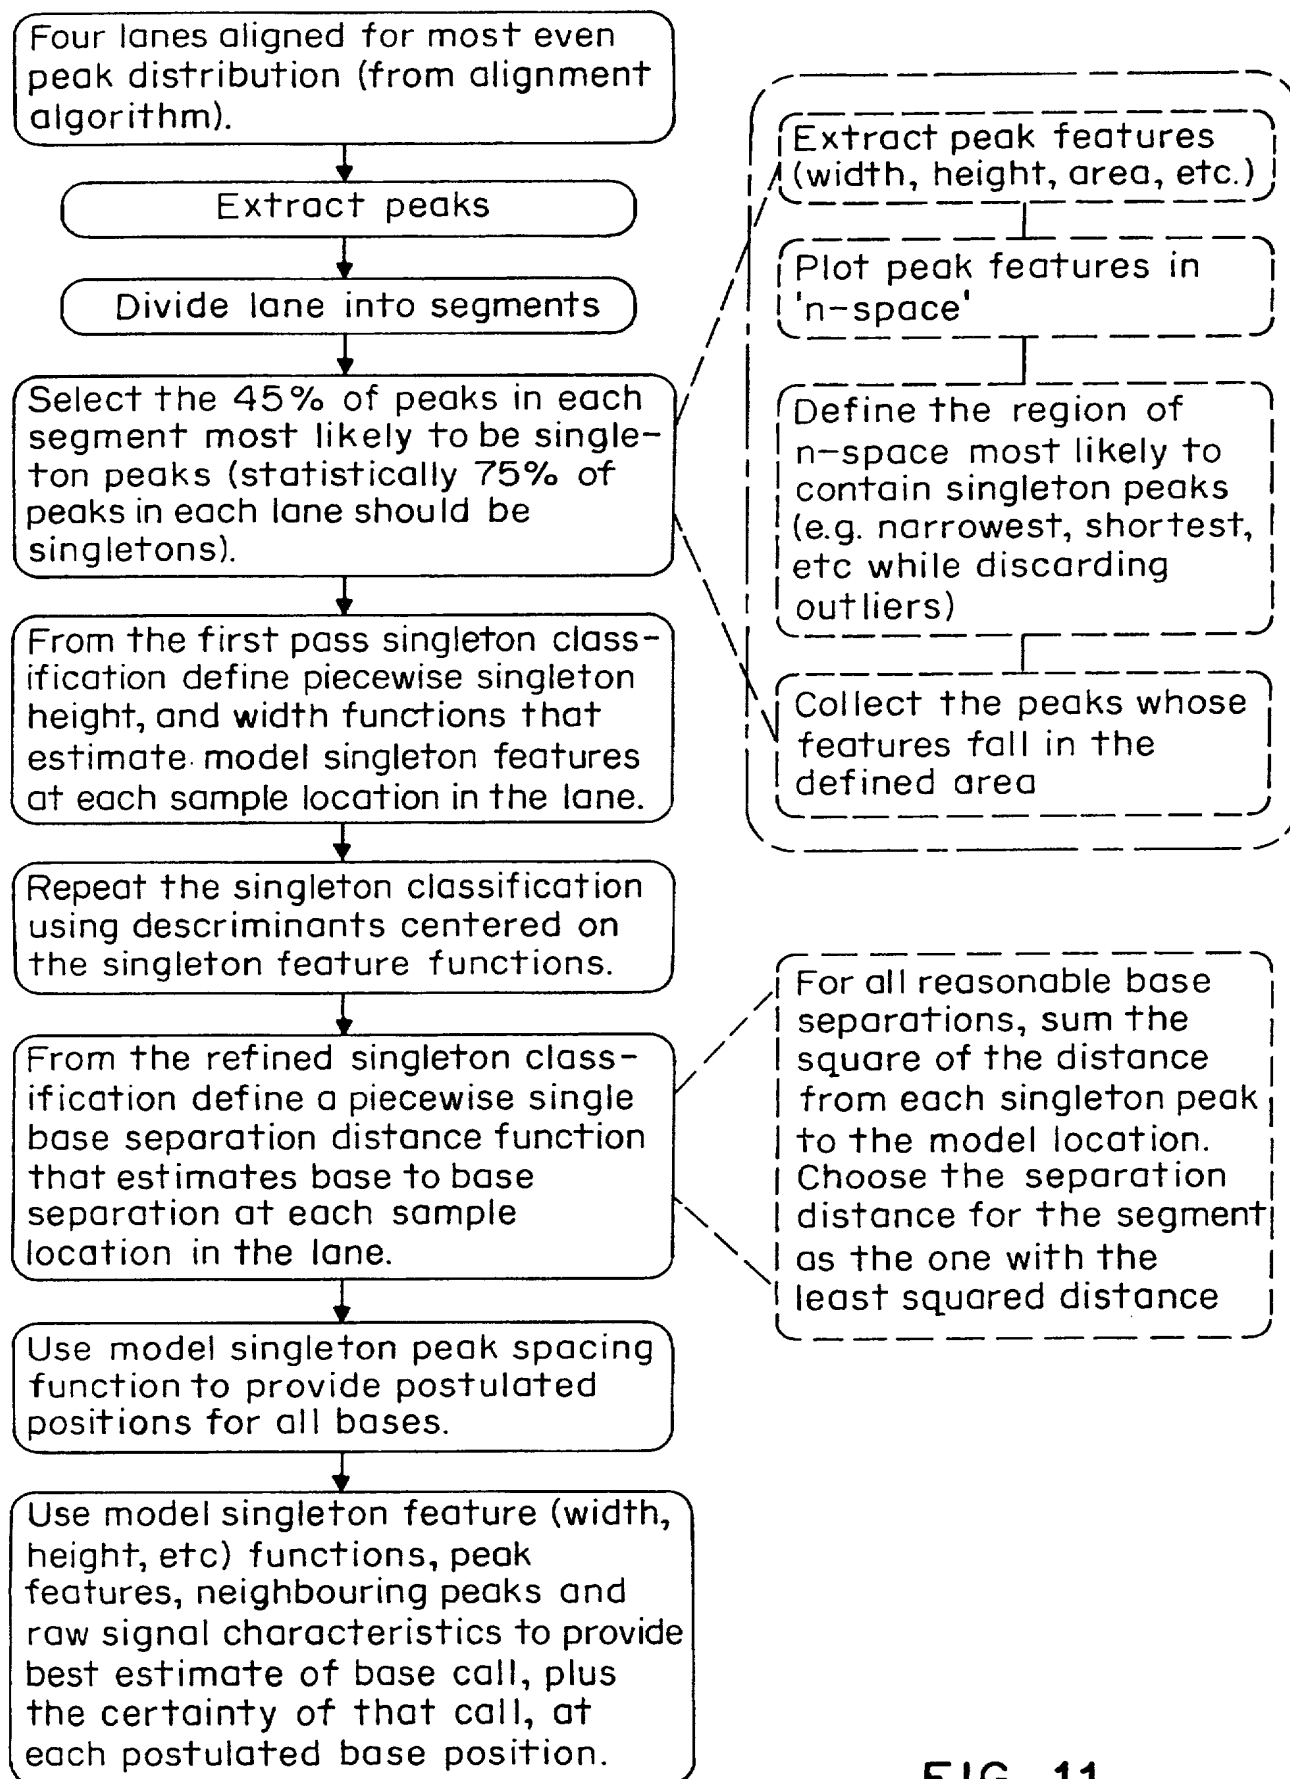 Four lanes aligned for most even
peak distribution (from alignment
algorithm).
Extract peaks
Divide lane into segments
Select the 45% of peaks in each
segment most likely to be single-
ton peaks (statistically 75% of
peaks in each lane should be
singletons).
From the first pass singleton class-
ification define piecewise singleton
height, and width functions that
estimate model singleton features
at each sample location in the lane.
Repeat the singleton classification
using descriminants centered on
the singleton feature functions.
From the refined singleton class-
ification define a piecewise single
base separation distance function
that estimates base to base
separation at each sample
location in the lane.
Use model singleton peak spacing
function to provide postulated
positions for all bases.
Use model singleton feature (width,
height, etc) functions, peak
features, neighbouring peaks and
raw signal characteristics to provide
best estimate of base call, plus
the certainty of that call, at
each postulated base position.
Extract peak features
(width, height, area, etc.)
Plot peak features in
'n-space'
Define the region of
n-space most likely to
contain singleton peaks
(e.g. narrowest, shortest,
etc while discarding
outliers)
Collect the peaks whose
features fall in the
defined area
For all reasonable base
separations, sum the
square of the distance
from each singleton peak
to the model location.
Choose the separation
distance for the segment
as the one with the
least squared distance
FIG. 11